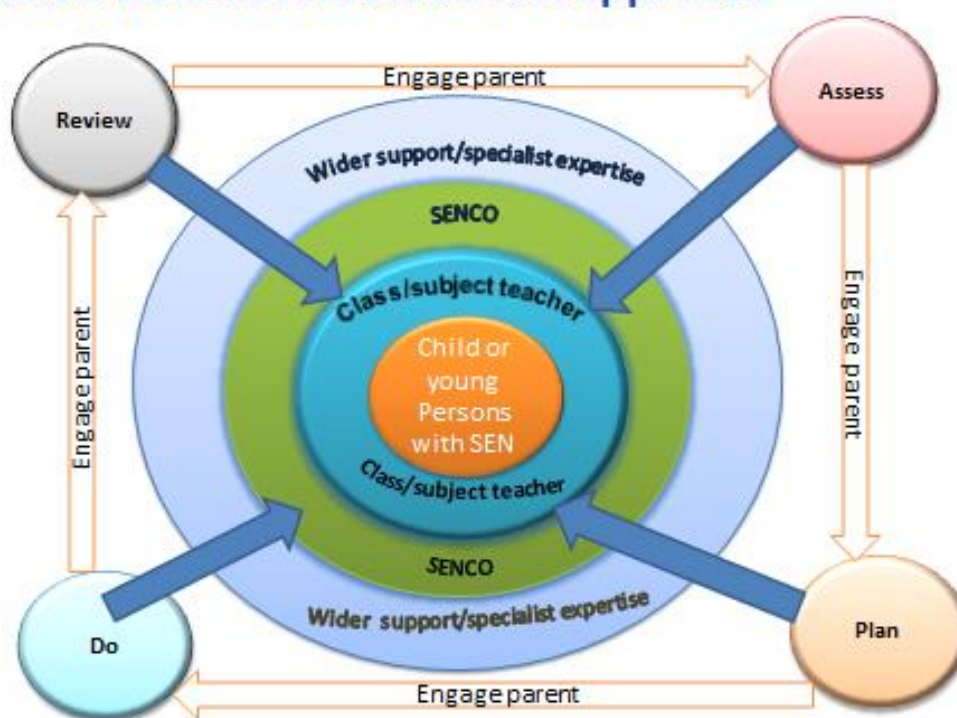 Engage parent
Review
Assess
Wider support/specialist expertise
SENCO
Class/subject teacher
Child or
young
Persons
with SEN
Class/subject teacher
SENCO
Wider support/specialist expertise
Engage parent
Engage parent
Do
Plan
Engage parent